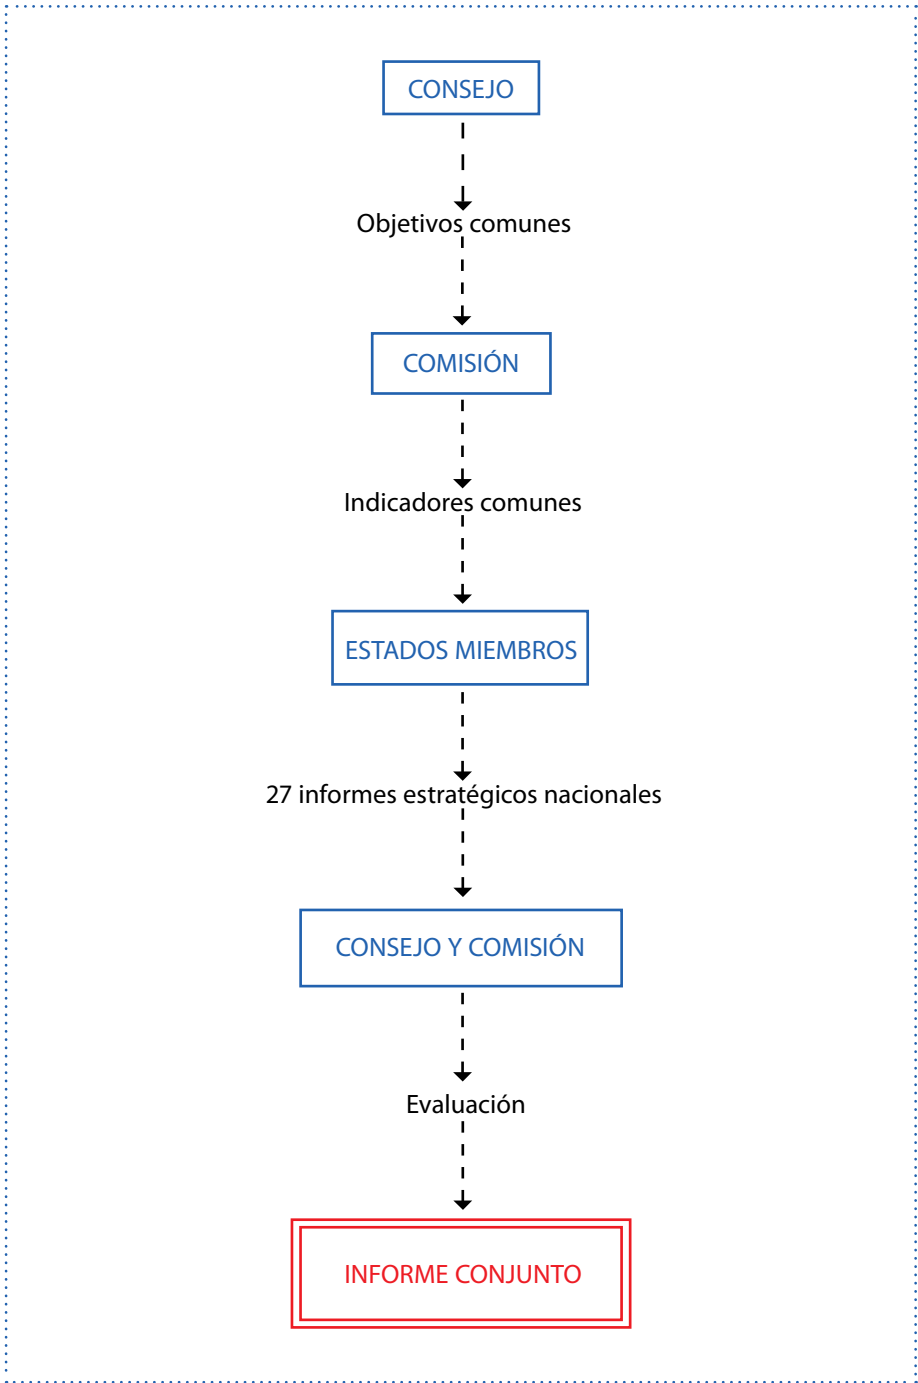 CONSEJO
Objetivos comunes
COMISIÓN
Indicadores comunes
ESTADOS MIEMBROS
27 informes estratégicos nacionales
CONSEJO Y COMISIÓN
Evaluación
INFORME CONJUNTO